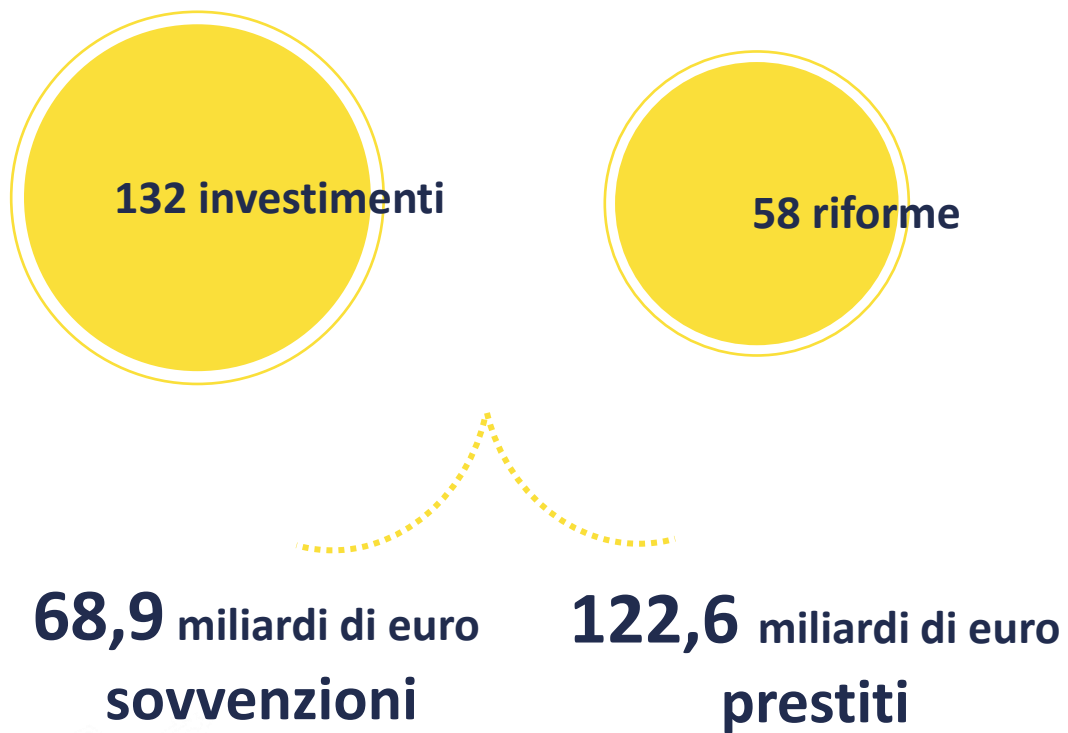 132 investimenti
58 riforme
68,9 miliardi di euro
sovvenzioni
122,6 miliardi di euro
prestiti